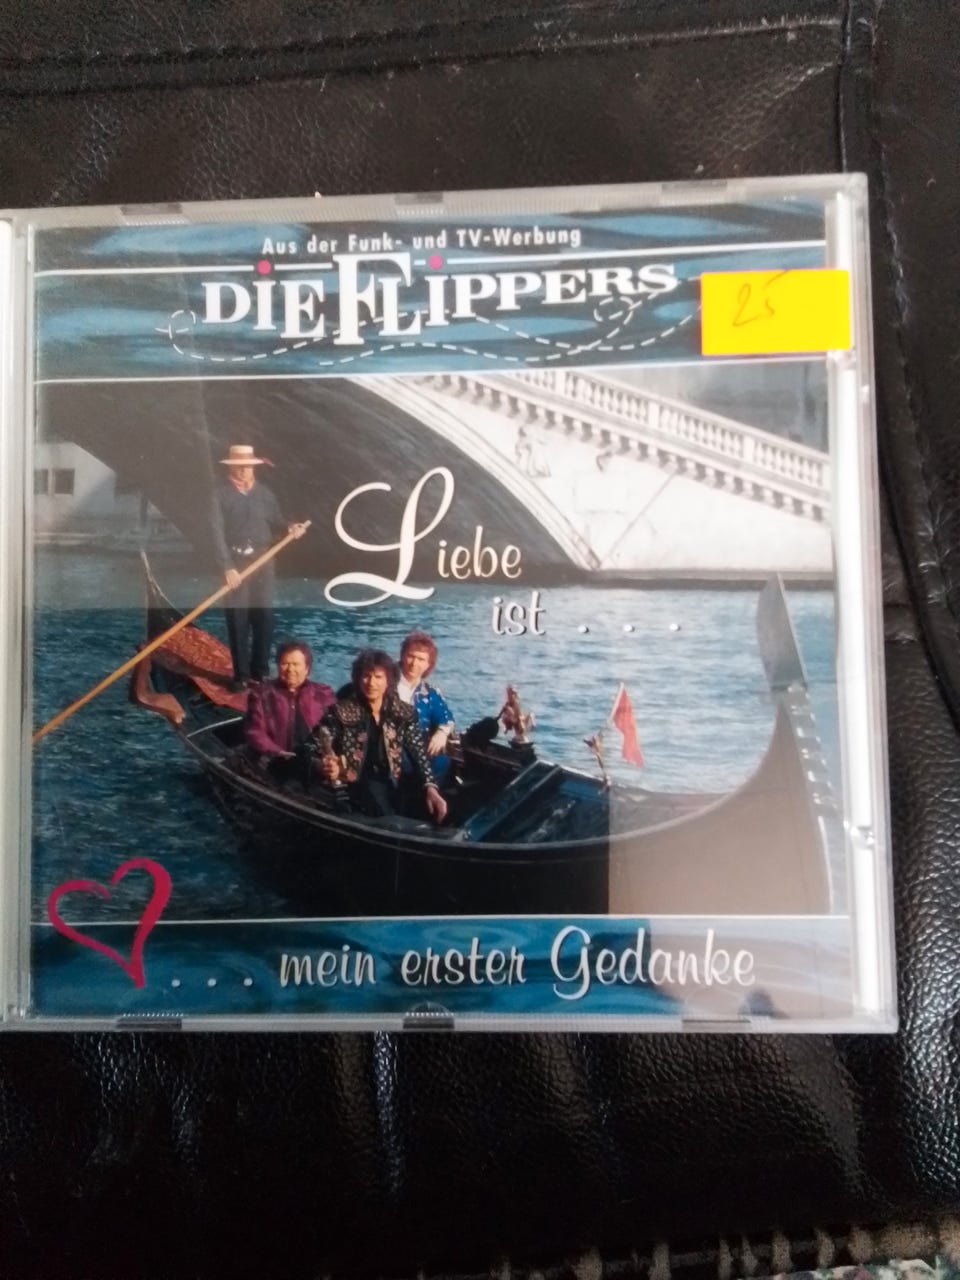 Aus der Funk- und TV-Werbung
DIE FLIPPERS
25
Liebe
ist . . .
. . . mein erster Gedanke